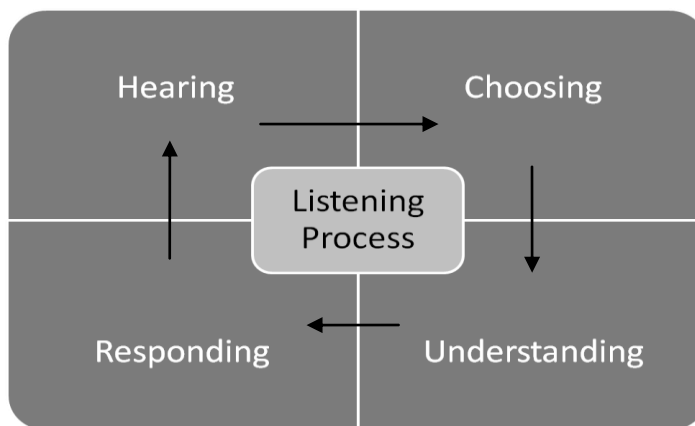 Hearing
Choosing
Listening
Process
Responding
Understanding